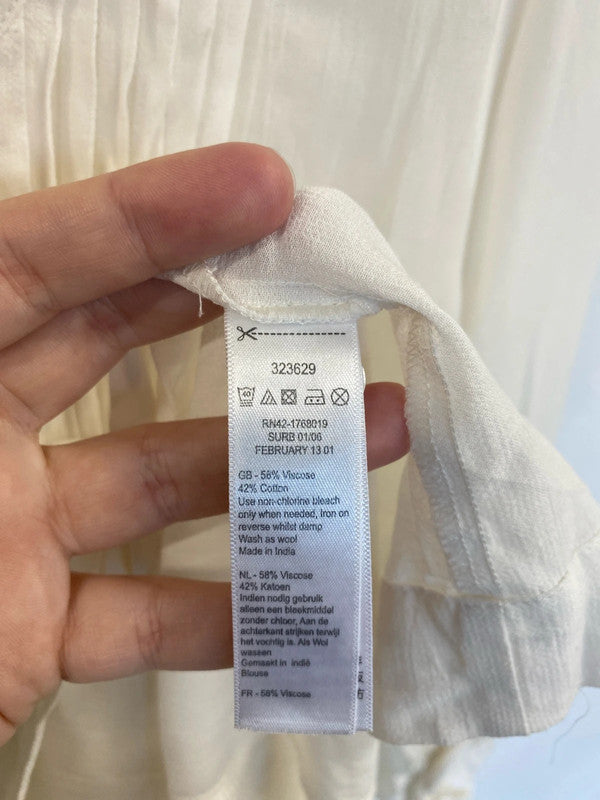 323629
40
RN42-1768019
SURB 01/06
FEBRUARY 13 01
GB - 58% Viscose
42% Cotton
Use non-chlorine bleach
only when needed, Iron on
reverse whilst damp
Wash as wool
Made in India
NL - 58% Viscose
42% Katoen
Indien nodig gebruik
alleen een bleekmiddel
zonder chloor, Aan de
achterkant strijken terwijl
het vochtig is. Als Wol
wassen
Gemaakt in indië
Blouse
FR - 58% Viscose